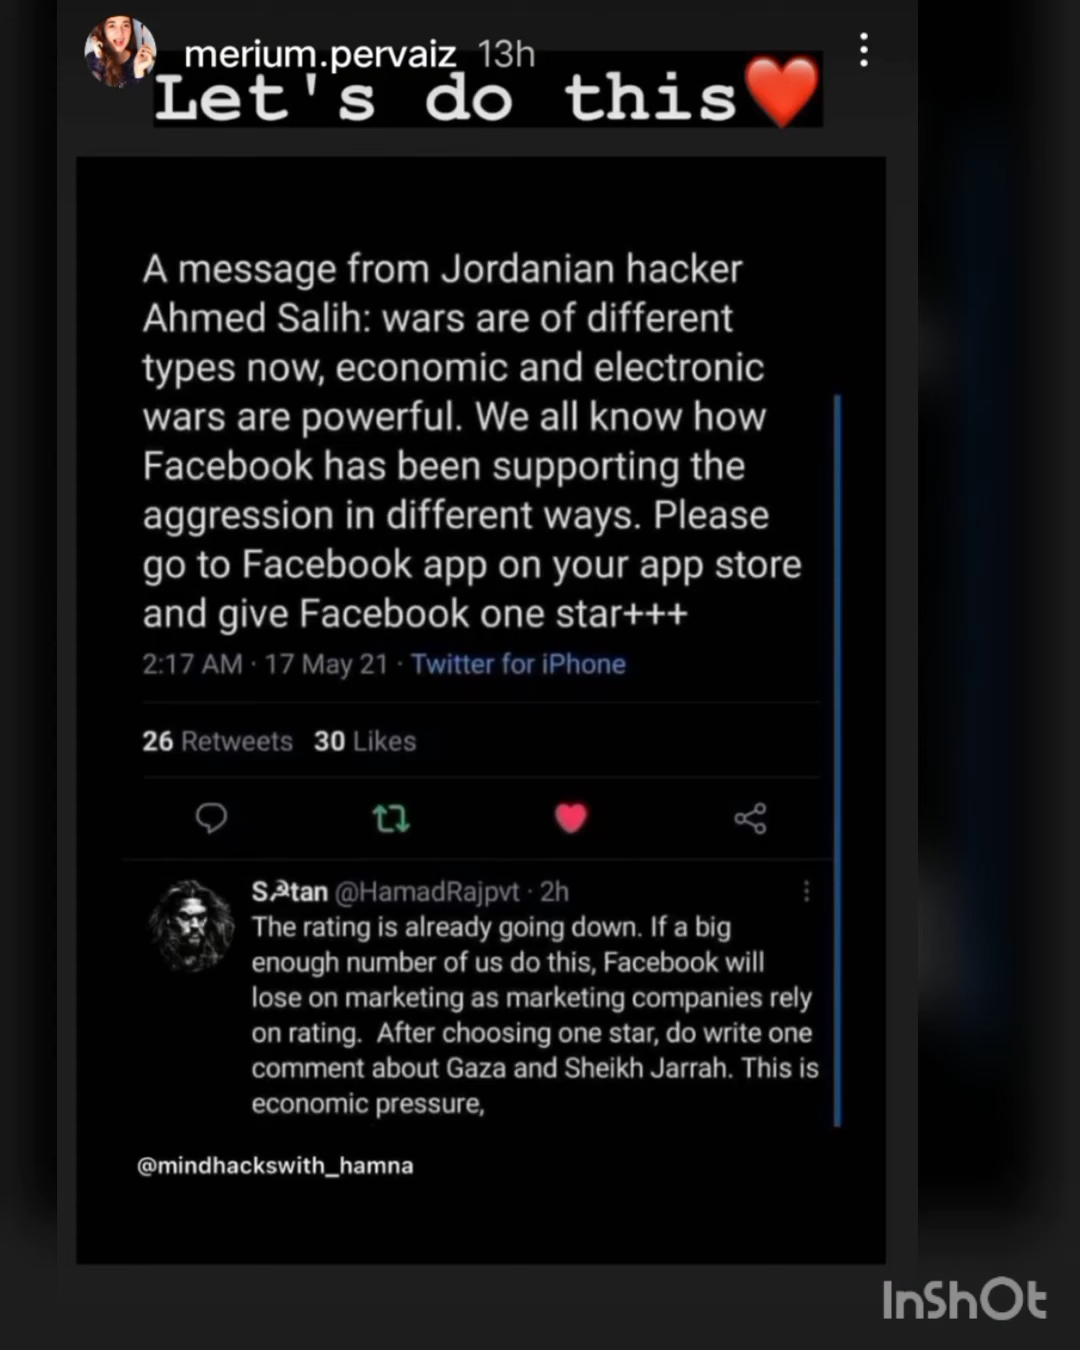 merium.pervaiz 13h
Let's do this❤️
A message from Jordanian hacker
Ahmed Salih: wars are of different
types now, economic and electronic
wars are powerful. We all know how
Facebook has been supporting the
aggression in different ways. Please
go to Facebook app on your app store
and give Facebook one star+++
2:17 AM · 17 May 21 · Twitter for iPhone
26 Retweets 30 Likes
S☭tan @HamadRajpvt · 2h
The rating is already going down. If a big
enough number of us do this, Facebook will
lose on marketing as marketing companies rely
on rating.  After choosing one star, do write one
comment about Gaza and Sheikh Jarrah. This is
economic pressure,
@mindhackswith_hamna
InShOt